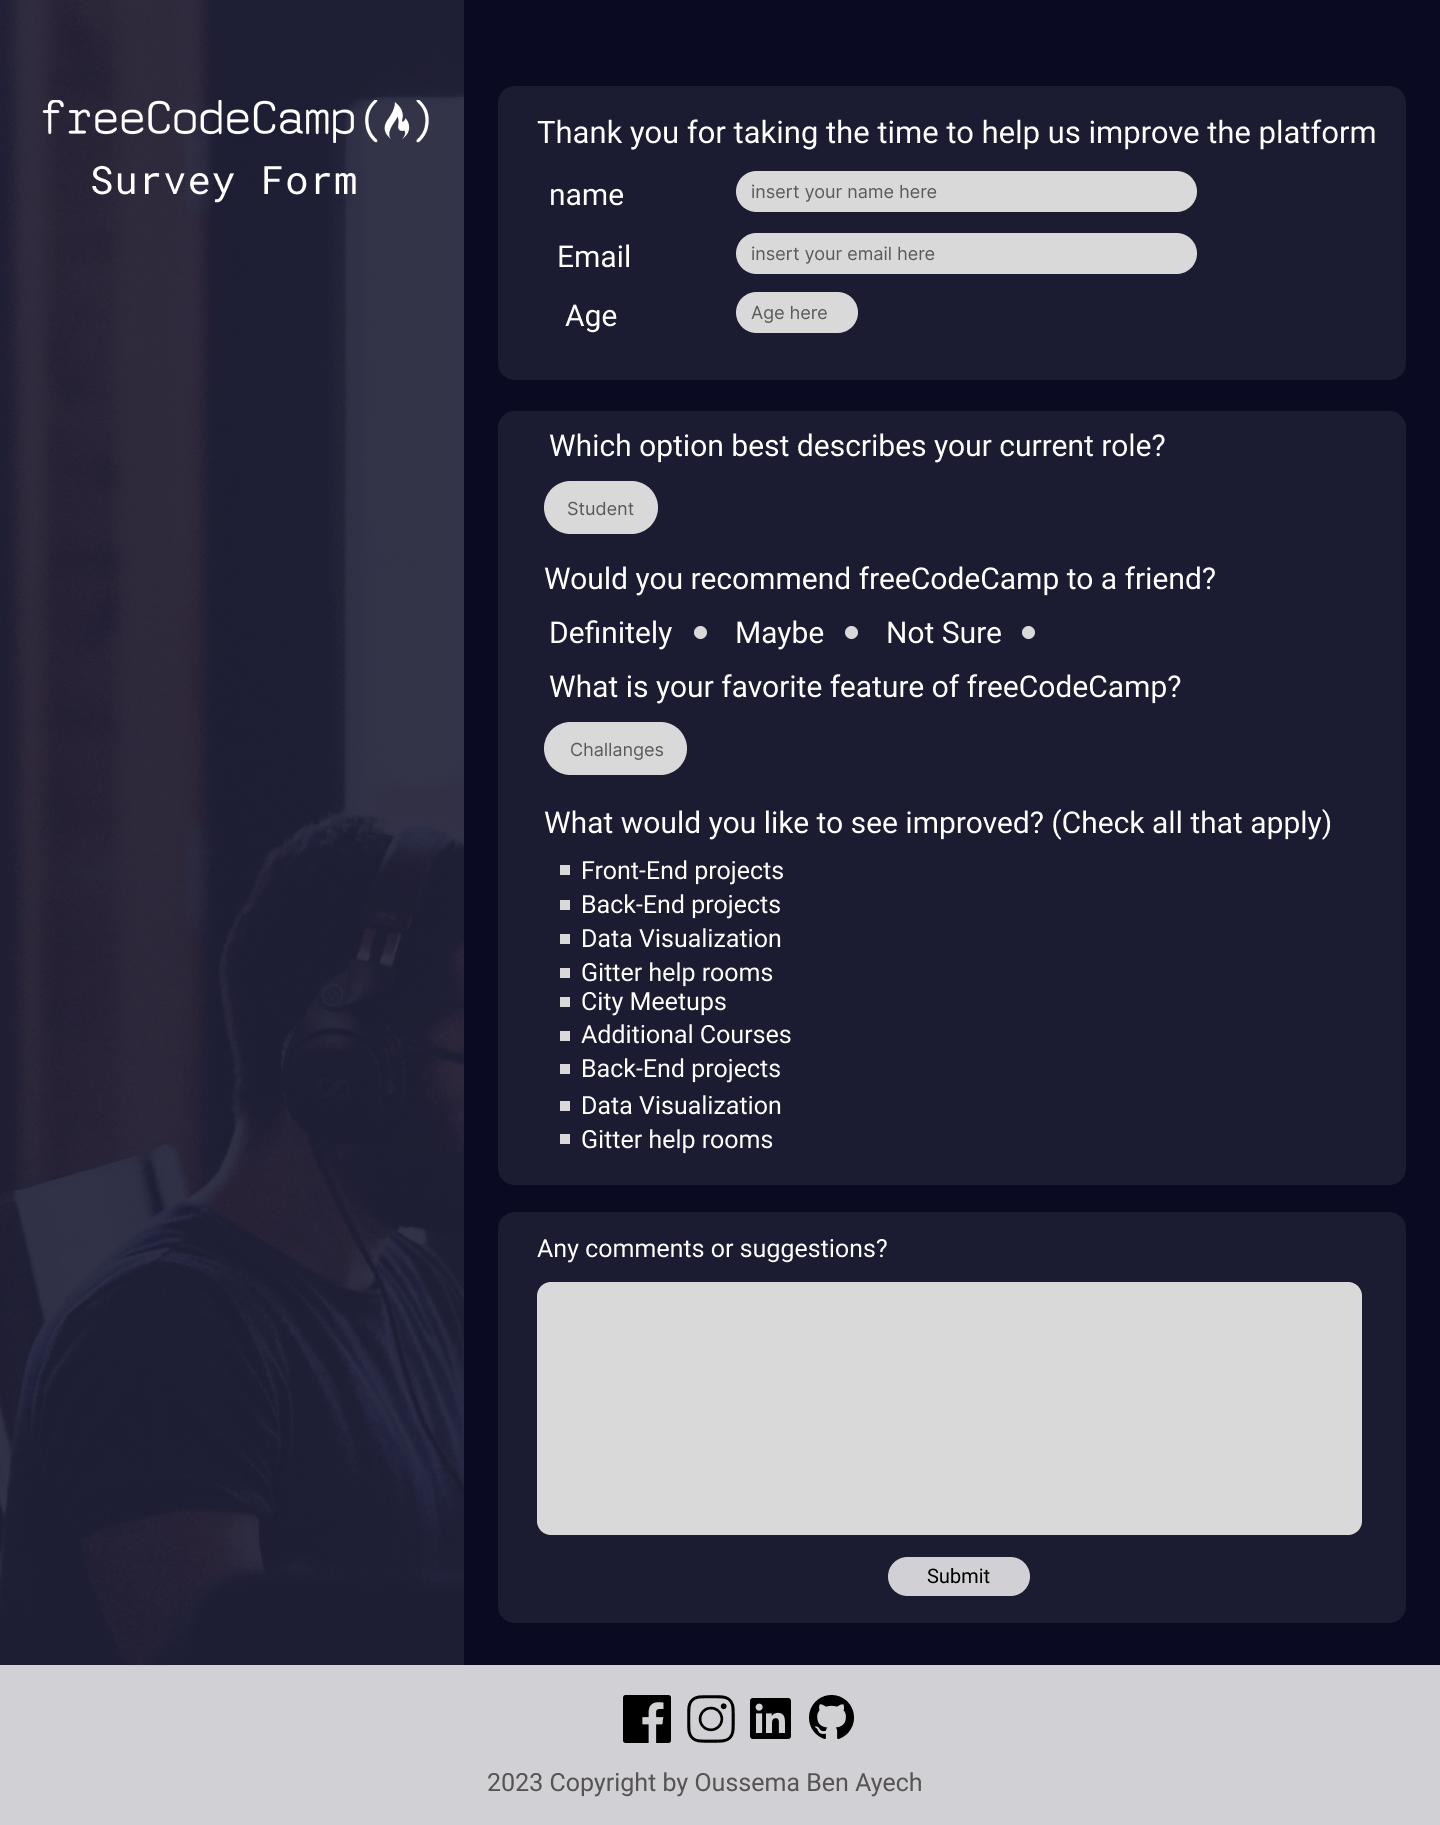 freeCodeCamp()
Survey Form
Thank you for taking the time to help us improve the platform
name
insert your name here
Email
insert your email here
Age
Age here
Which option best describes your current role?
Student
Would you recommend freeCodeCamp to a friend?
Definitely Maybe Not Sure
What is your favorite feature of freeCodeCamp?
Challanges
What would you like to see improved? (Check all that apply)
Front-End projects
Back-End projects
Data Visualization
Gitter help rooms
City Meetups
Additional Courses
Back-End projects
Data Visualization
Gitter help rooms
Any comments or suggestions?
Submit
2023 Copyright by Oussema Ben Ayech